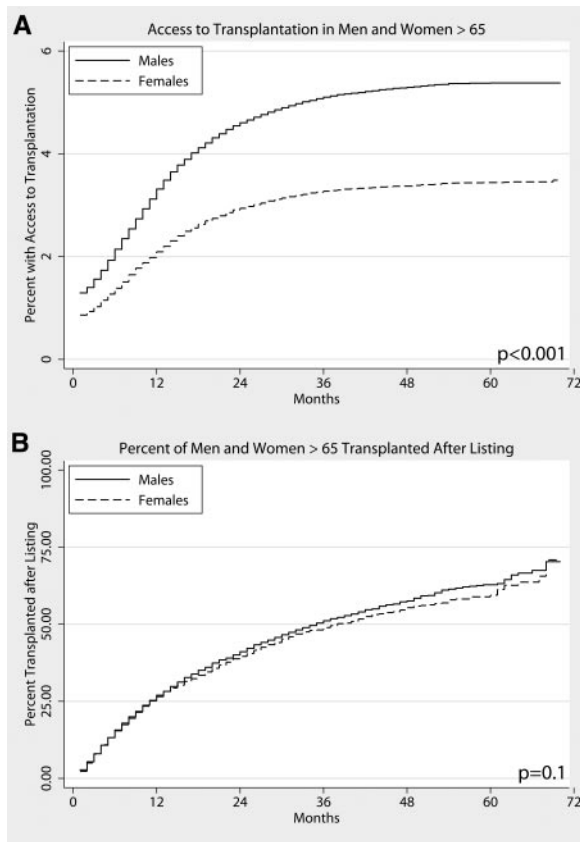 A
Access to Transplantation in Men and Women > 65
Males
Females
Percent with Access to Transplantation
6
4
2
0
p<0.001
0 12 24 36 48 60 72
Months
B
Percent of Men and Women > 65 Transplanted After Listing
Males
Females
Percent Transplanted after Listing
100.00
75.00
50.00
25.00
0.00
p=0.1
0 12 24 36 48 60 72
Months